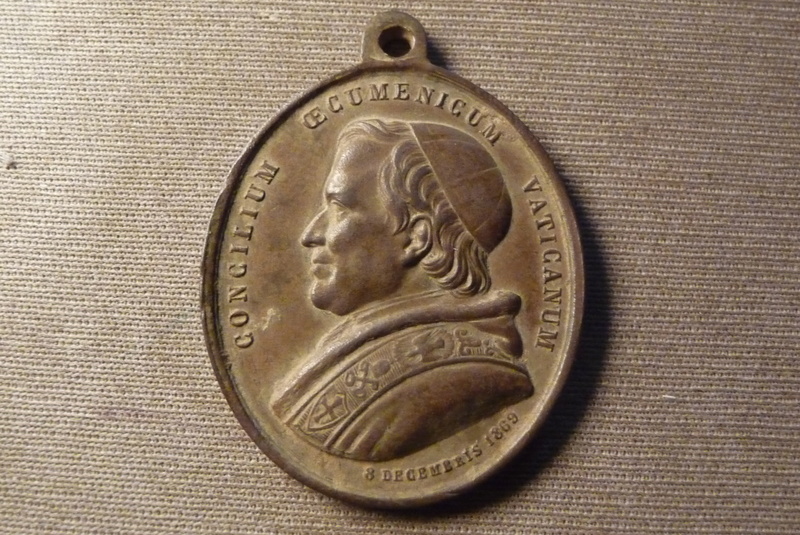 CONCILIUM ŒCUMENICUM VATICANUM
8 DECEMBRIS 1869